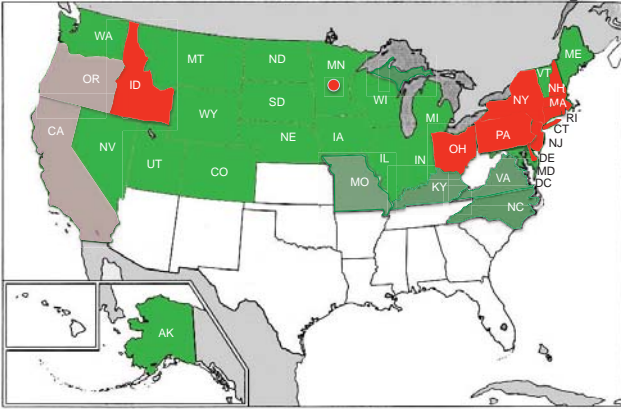 WA
MT
ND
MN
ME
VT
OR
ID
NH
MA
RI
CT
NJ
DE
MD
DC
WY
SD
WI
MI
NY
PA
CA
NV
UT
CO
NE
IA
IL
IN
OH
MO
KY
VA
NC
AK